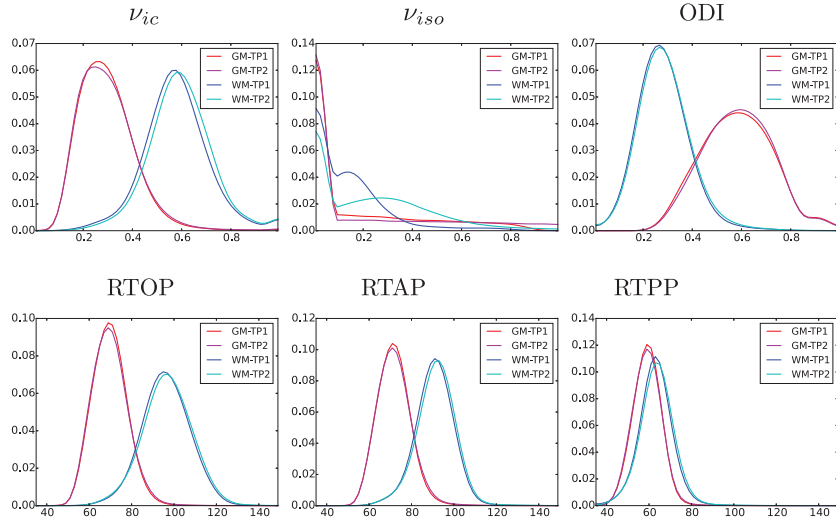 ν_ic ν_iso ODI
0.07
0.06
0.05
0.04
0.03
0.02
0.01
0.00
0.2 0.4 0.6 0.8
GM-TP1
GM-TP2
WM-TP1
WM-TP2
0.14
0.12
0.10
0.08
0.06
0.04
0.02
0.00
0.2 0.4 0.6 0.8
GM-TP1
GM-TP2
WM-TP1
WM-TP2
0.07
0.06
0.05
0.04
0.03
0.02
0.01
0.00
0.2 0.4 0.6 0.8
GM-TP1
GM-TP2
WM-TP1
WM-TP2
RTOP RTAP RTPP
0.10
0.08
0.06
0.04
0.02
0.00
40 60 80 100 120 140
GM-TP1
GM-TP2
WM-TP1
WM-TP2
0.12
0.10
0.08
0.06
0.04
0.02
0.00
40 60 80 100 120 140
GM-TP1
GM-TP2
WM-TP1
WM-TP2
0.14
0.12
0.10
0.08
0.06
0.04
0.02
0.00
40 60 80 100 120 140
GM-TP1
GM-TP2
WM-TP1
WM-TP2